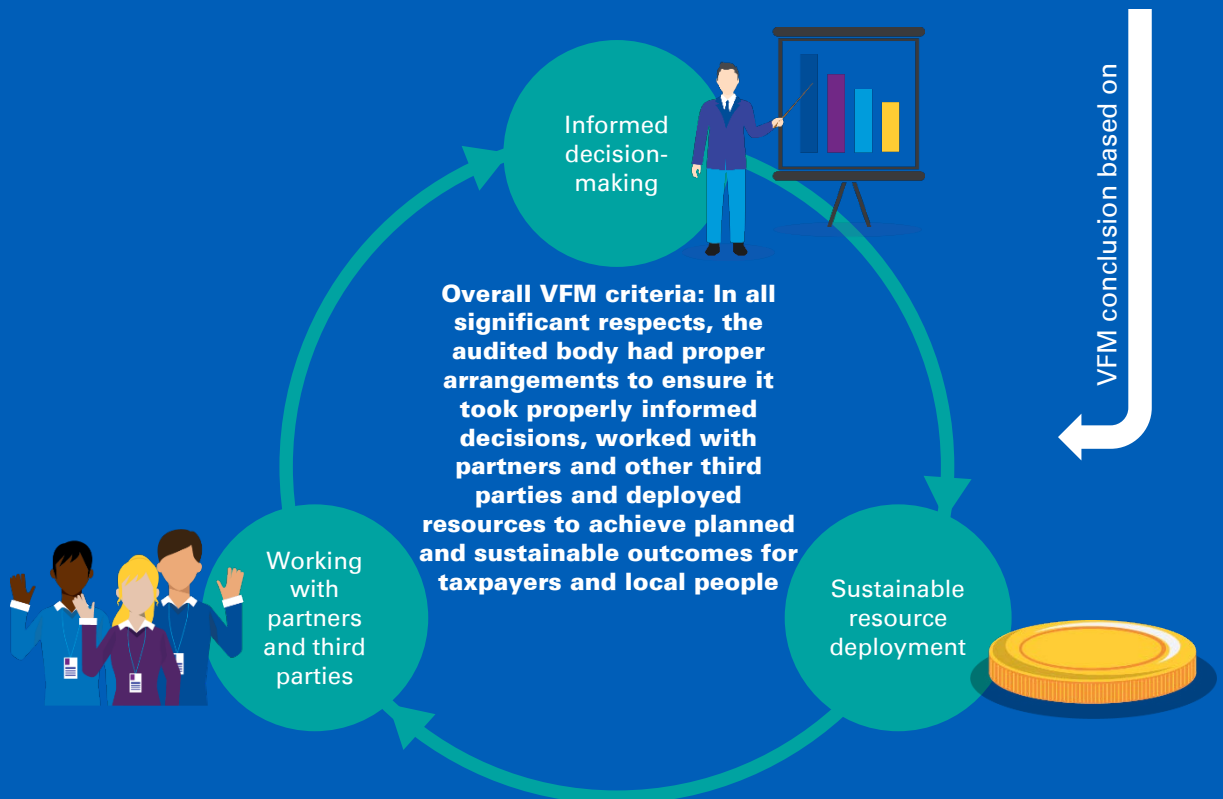 Informed
decision-
making
VFM conclusion based on
Overall VFM criteria: In all
significant respects, the
audited body had proper
arrangements to ensure it
took properly informed
decisions, worked with
partners and other third
parties and deployed
resources to achieve planned
and sustainable outcomes for
taxpayers and local people
Working
with
partners
and third
parties
Sustainable
resource
deployment